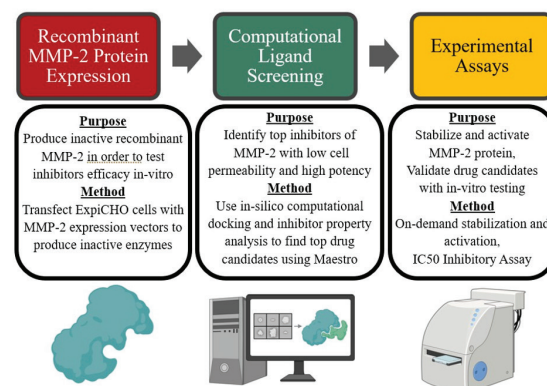 Recombinant
MMP-2 Protein
Expression
Computational
Ligand
Screening
Experimental
Assays
Purpose
Produce inactive recombinant
MMP-2 in order to test
inhibitors efficacy in-vitro
Method
Transfect ExpiCHO cells with
MMP-2 expression vectors to
produce inactive enzymes
Purpose
Identify top inhibitors of
MMP-2 with low cell
permeability and high potency
Method
Use in-silico computational
docking and inhibitor property
analysis to find top drug
candidates using Maestro
Purpose
Stabilize and activate
MMP-2 protein,
Validate drug candidates
with in-vitro testing
Method
On-demand stabilization and
activation,
IC50 Inhibitory Assay